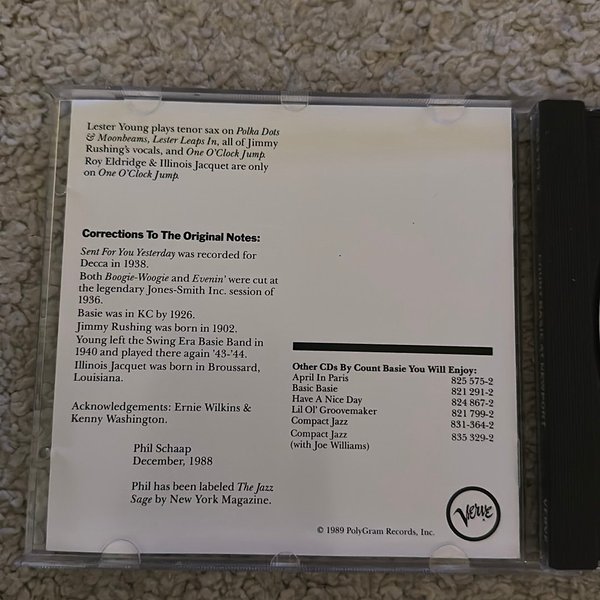 Lester Young plays tenor sax on Polka Dots
& Moonbeams, Lester Leaps In, all of Jimmy
Rushing's vocals, and One O'Clock Jump.
Roy Eldridge & Illinois Jacquet are only
on One O'Clock Jump.
Corrections To The Original Notes:
Sent For You Yesterday was recorded for
Decca in 1938.
Both Boogie-Woogie and Evenin' were cut at
the legendary Jones-Smith Inc. session of
1936.
Basie was in KC by 1926.
Jimmy Rushing was born in 1902.
Young left the Swing Era Basie Band in
1940 and played there again '43-'44.
Illinois Jacquet was born in Broussard,
Louisiana.
Acknowledgements: Ernie Wilkins &
Kenny Washington.
Phil Schaap
December, 1988
Phil has been labeled The Jazz
Sage by New York Magazine.
Other CDs By Count Basie You Will Enjoy:
April In Paris 825 575-2
Basic Basie 821 291-2
Have A Nice Day 824 867-2
Lil Ol' Groovemaker 821 799-2
Compact Jazz 831-364-2
Compact Jazz 835 329-2
(with Joe Williams)
Verve
© 1989 PolyGram Records, Inc.